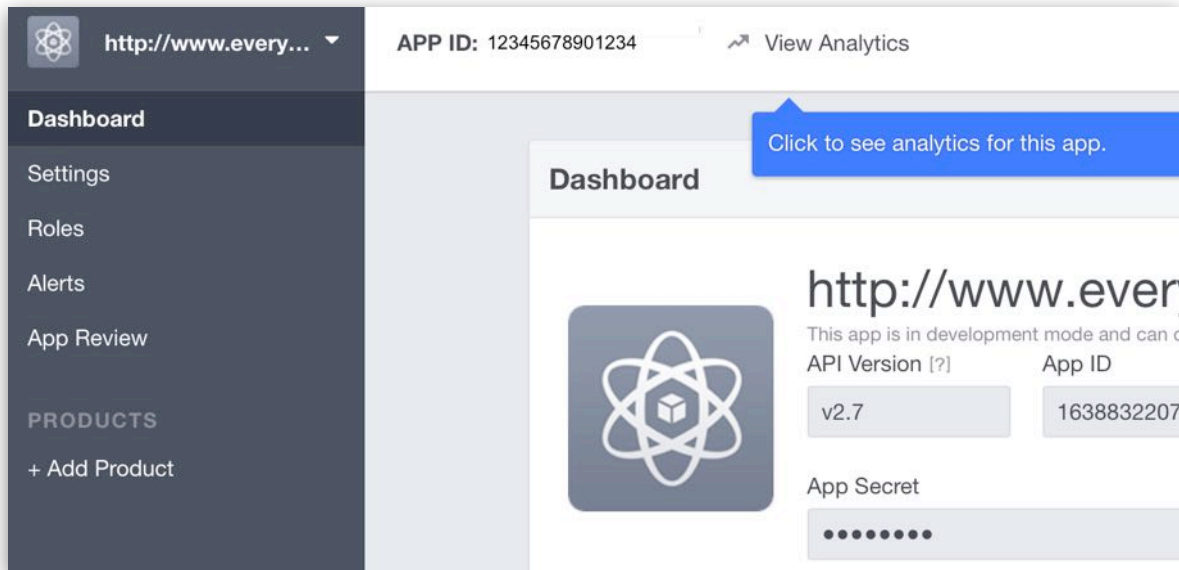 http://www.every... APP ID: 12345678901234 View Analytics
Dashboard
Settings
Roles
Alerts
App Review
PRODUCTS
+ Add Product
Click to see analytics for this app.
Dashboard
http://www.every
This app is in development mode and can
API Version [?] App ID
v2.7 1638832207
App Secret
••••••••